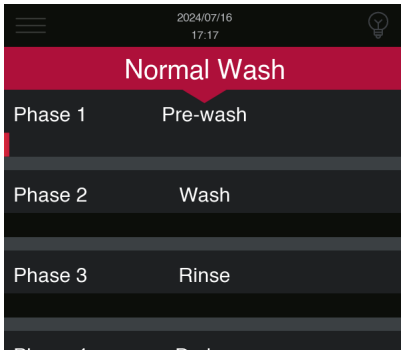 2024/07/16
17:17
Normal Wash
Phase 1 Pre-wash
Phase 2 Wash
Phase 3 Rinse